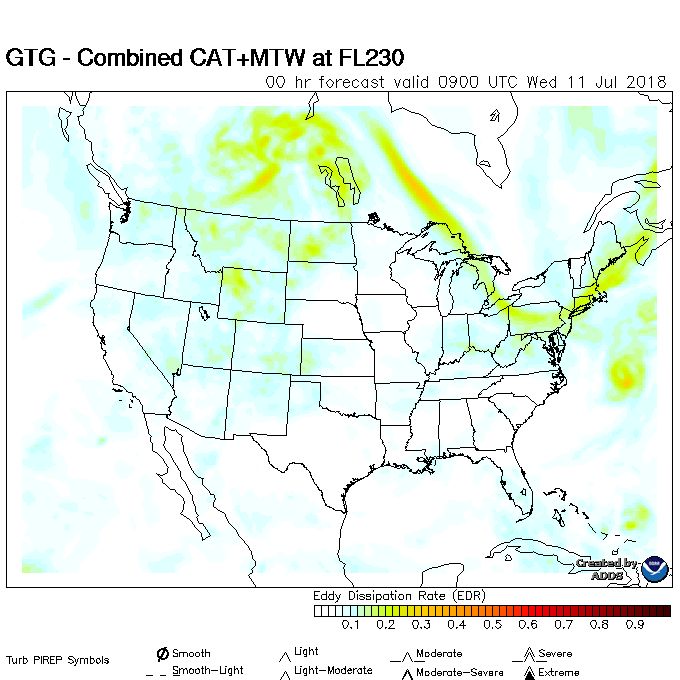 GTG - Combined CAT+MTW at FL230
00 hr forecast valid 0900 UTC Wed 11 Jul 2018
Created by
ADDS
Eddy Dissipation Rate (EDR)
0.1 0.2 0.3 0.4 0.5 0.6 0.7 0.8 0.9
Turb PIREP Symbols
Smooth Light Moderate Severe
Smooth-Light Light-Moderate Moderate-Severe Extreme